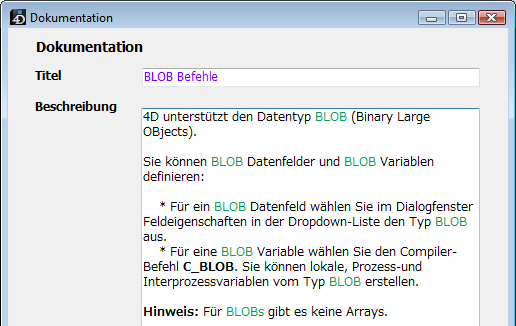 4D Dokumentation
Dokumentation
Titel
BLOB Befehle
Beschreibung
4D unterstützt den Datentyp BLOB (Binary Large
OBjects).
Sie können BLOB Datenfelder und BLOB Variablen
definieren:
* Für ein BLOB Datenfeld wählen Sie im Dialogfenster
Feldeigenschaften in der Dropdown-Liste den Typ BLOB
aus.
* Für eine BLOB Variable wählen Sie den Compiler-
Befehl C_BLOB. Sie können lokale, Prozess-und
Interprozessvariablen vom Typ BLOB erstellen.
Hinweis: Für BLOBs gibt es keine Arrays.